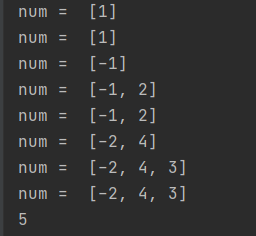 num =  [1]
num =  [1]
num =  [-1]
num =  [-1, 2]
num =  [-1, 2]
num =  [-2, 4]
num =  [-2, 4, 3]
num =  [-2, 4, 3]
5